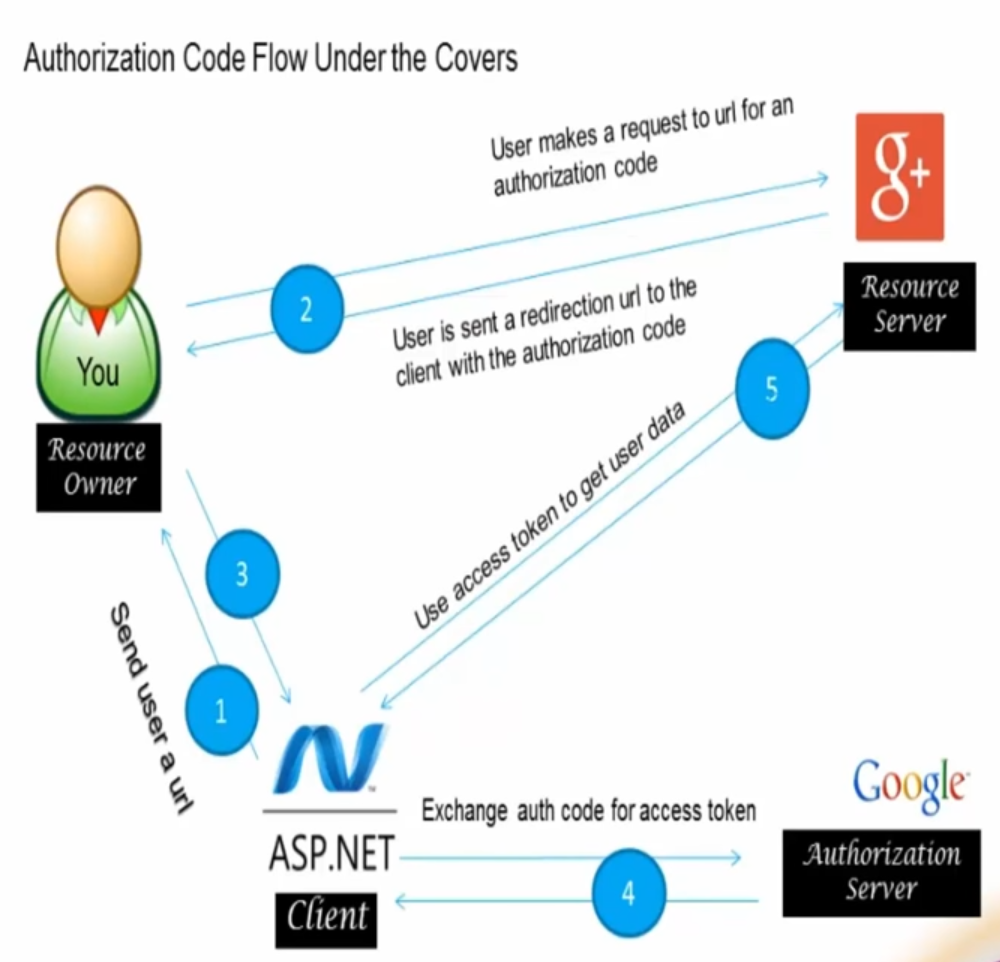 Authorization Code Flow Under the Covers
User makes a request to url for an
authorization code
g+
2
User is sent a redirection url to the
client with the authorization code
Resource
Server
You
Resource
Owner
5
Use access token to get user data
3
Send user a url
1
ASP.NET
Client
Exchange auth code for access token
4
Google
Authorization
Server